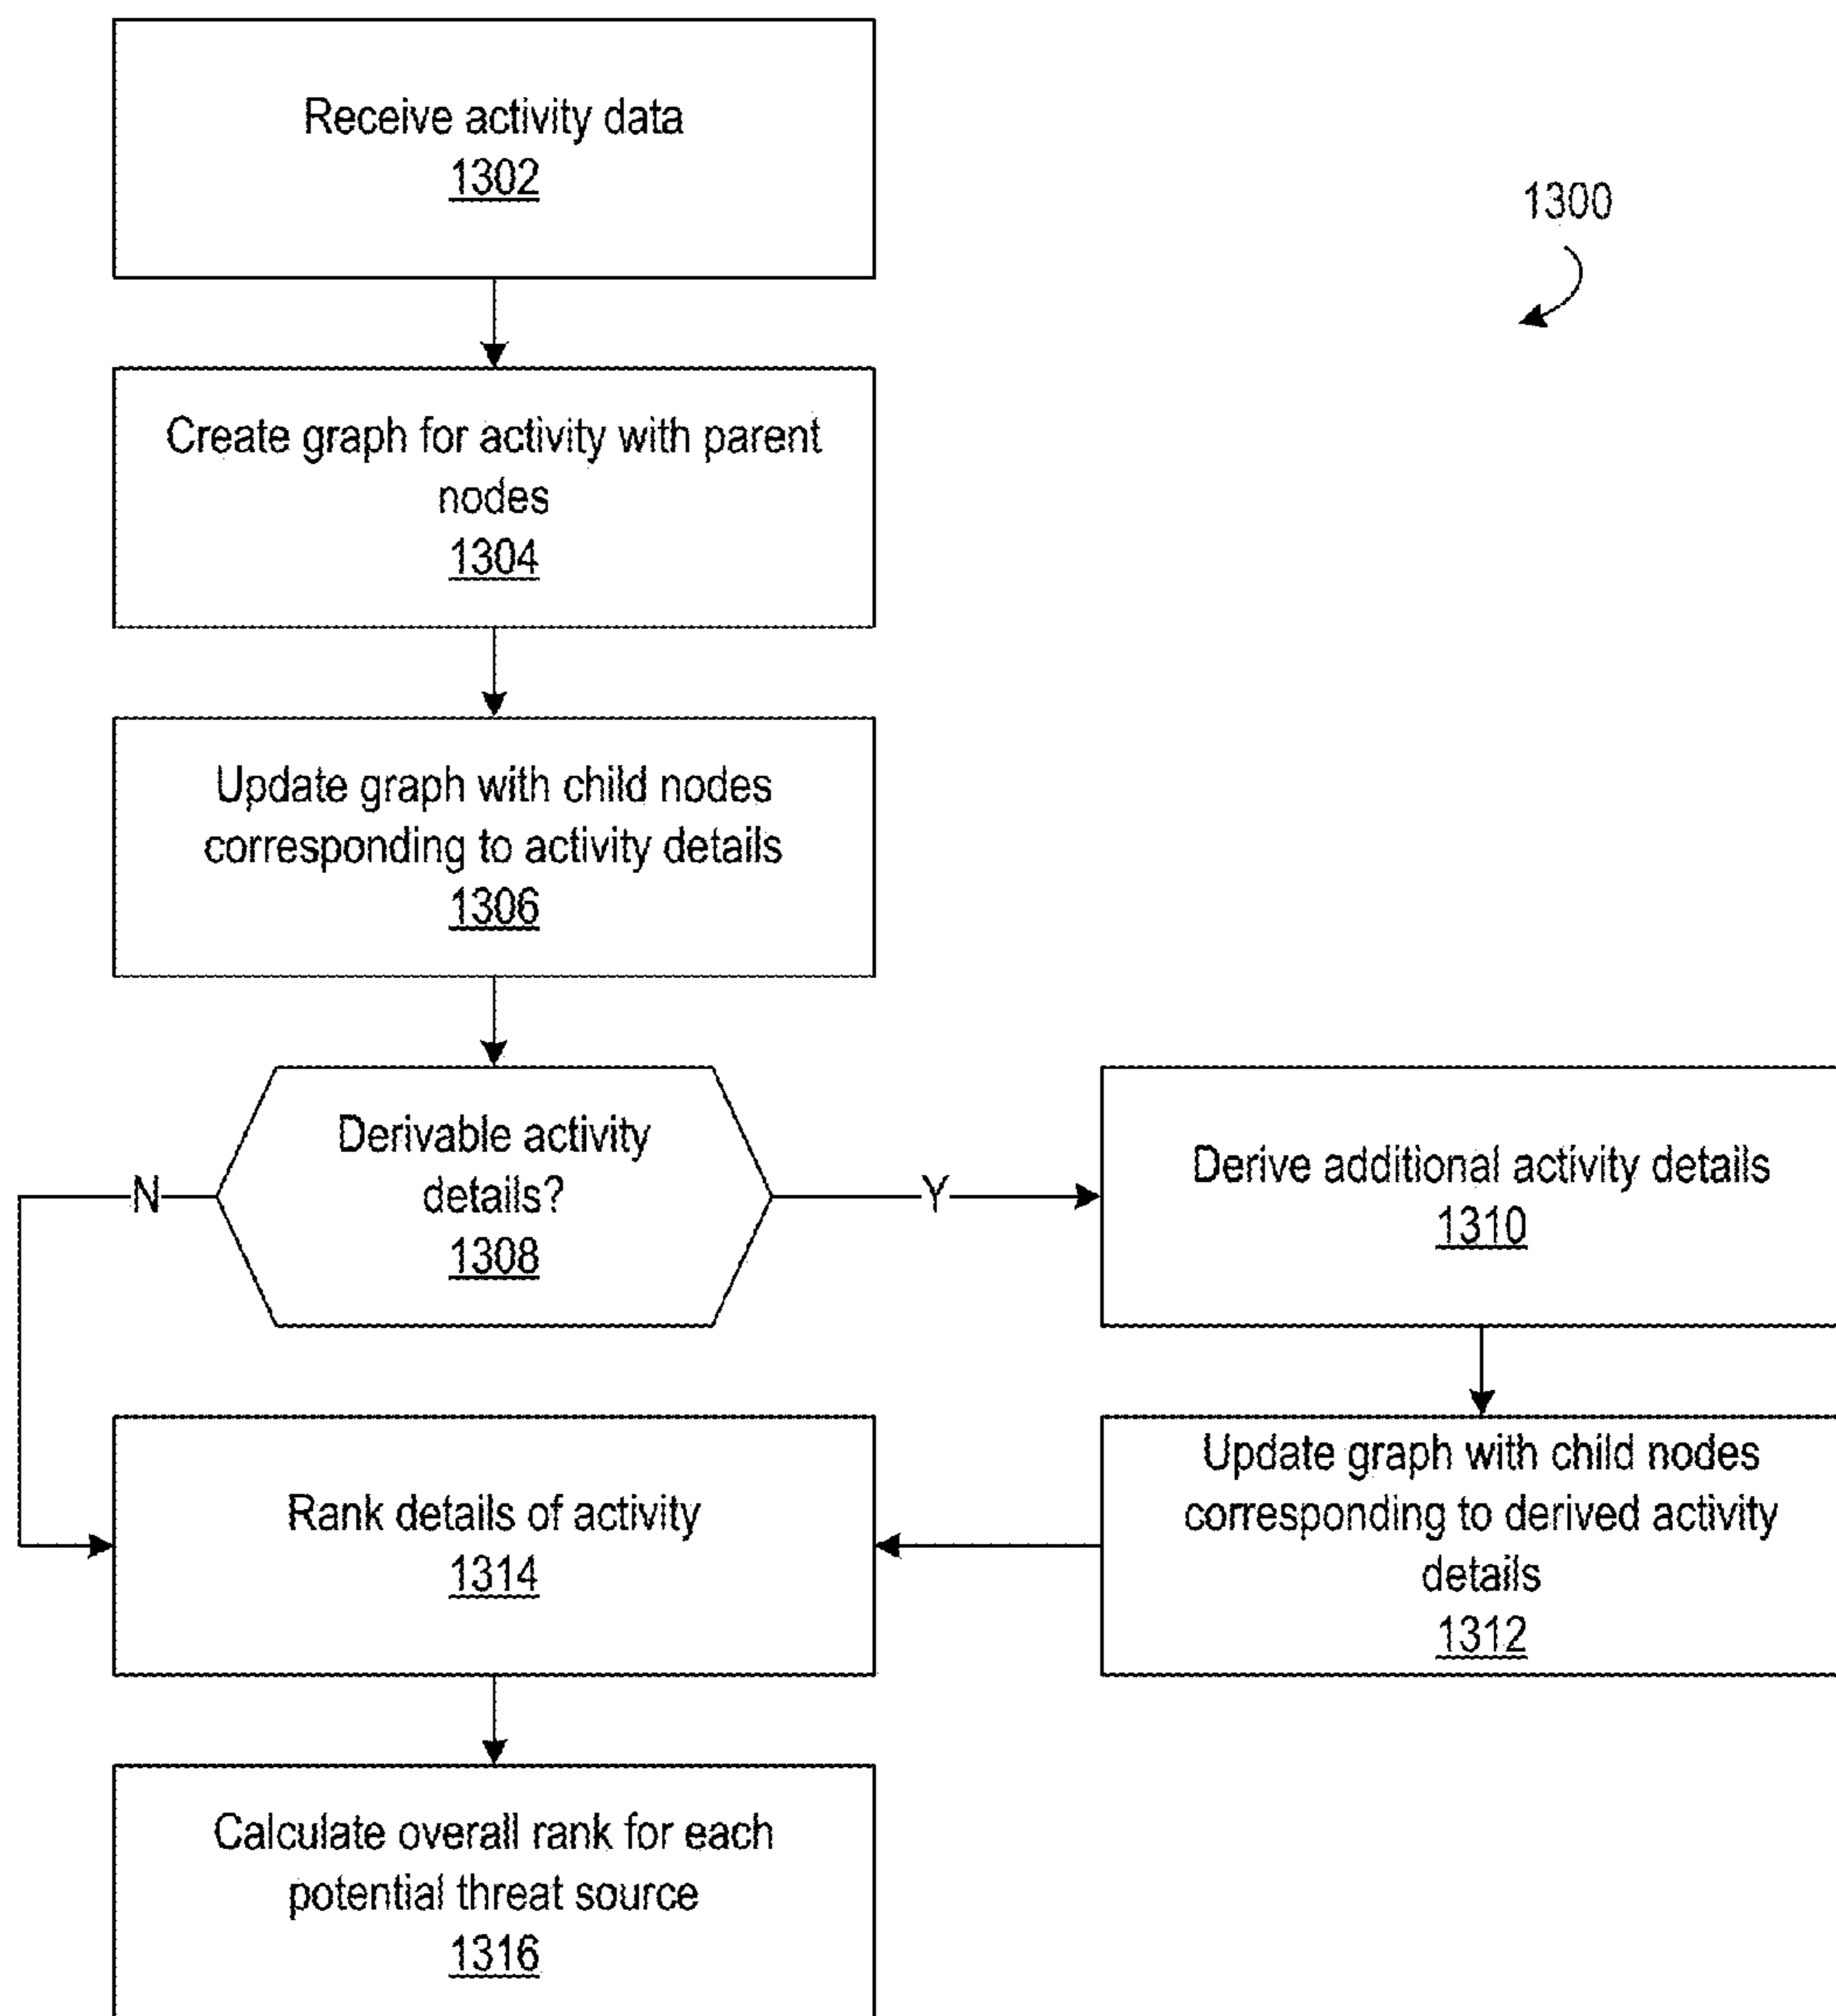 Receive activity data
1302
1300
Create graph for activity with parent
nodes
1304
Update graph with child nodes
corresponding to activity details
1306
Derivable activity
details?
1308
N
Y
Derive additional activity details
1310
Update graph with child nodes
corresponding to derived activity
details
1312
Rank details of activity
1314
Calculate overall rank for each
potential threat source
1316